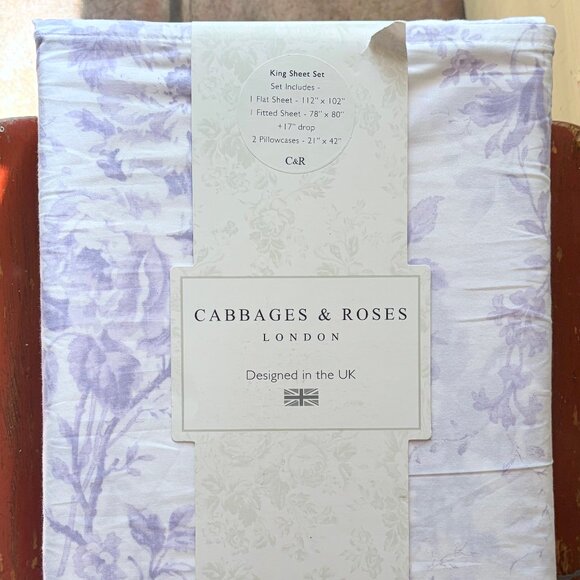 King Sheet Set
Set Includes -
1 Flat Sheet - 112" x 102"
1 Fitted Sheet - 78" x 80"
+17" drop
2 Pillowcases - 21" x 42"
C&R
CABBAGES & ROSES
LONDON
Designed in the UK